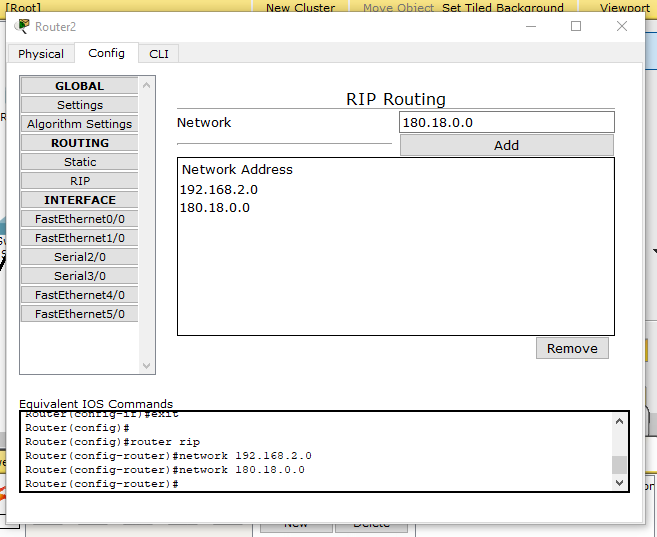 [Root] New Cluster Move Object Set Tiled Background Viewport
Router2
Physical Config CLI
GLOBAL
Settings
Algorithm Settings
ROUTING
Static
RIP
INTERFACE
FastEthernet0/0
FastEthernet1/0
Serial2/0
Serial3/0
FastEthernet4/0
FastEthernet5/0
RIP Routing
Network 180.18.0.0
Add
Network Address
192.168.2.0
180.18.0.0
Remove
Equivalent IOS Commands
Router(config-if)#exit
Router(config)#
Router(config)#router rip
Router(config-router)#network 192.168.2.0
Router(config-router)#network 180.18.0.0
Router(config-router)#
New Delete